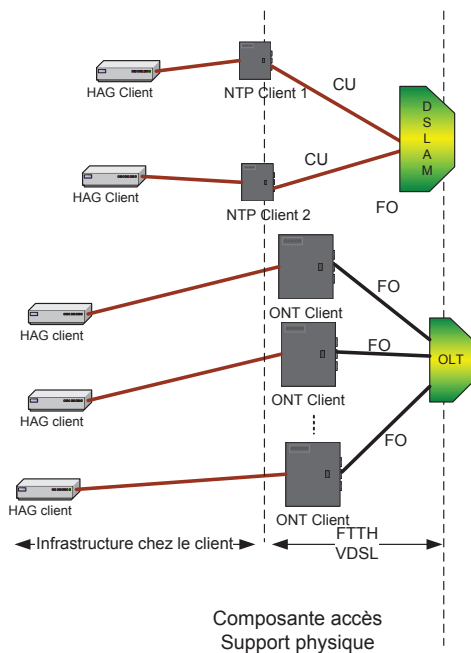 HAG Client
NTP Client 1
CU
DSLAM
HAG Client
CU
NTP Client 2
FO
ONT Client
FO
HAG client
OLT
FO
ONT Client
HAG client
FO
ONT Client
HAG client
Infrastructure chez le client
FTTH
VDSL
Composante accès
Support physique